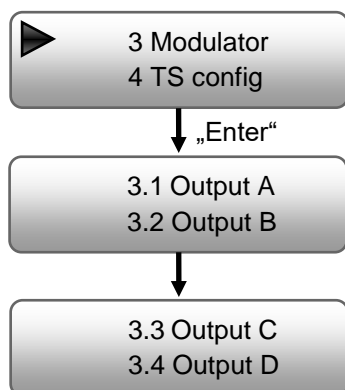 3 Modulator
4 TS config
„Enter“
3.1 Output A
3.2 Output B
3.3 Output C
3.4 Output D